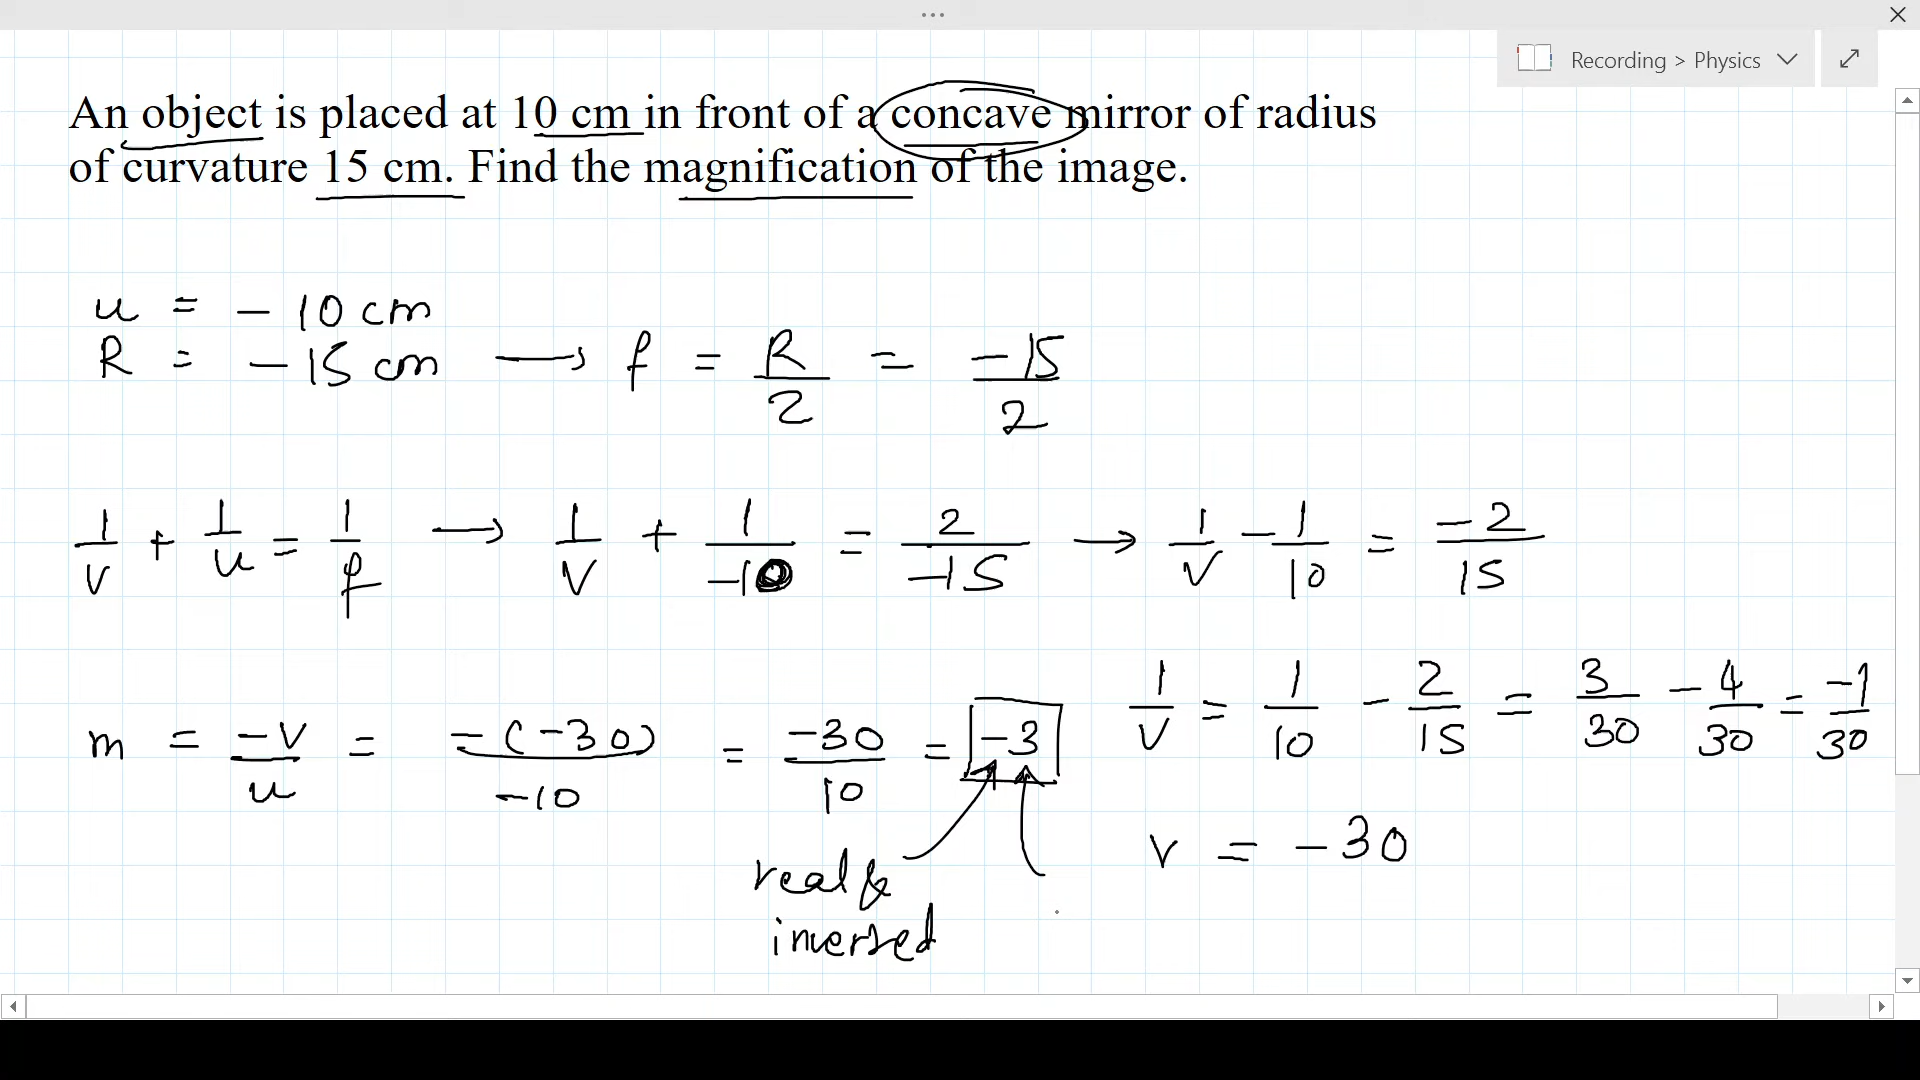 Recording > Physics
An object is placed at 10 cm in front of a concave mirror of radius
of curvature 15 cm. Find the magnification of the image.
u = - 10 cm
R = - 15 cm ⟶ f = R/2 = -15/2
1/v + 1/u = 1/f ⟶ 1/v + 1/-10 = 2/-15 ⟶ 1/v - 1/10 = -2/15
1/v = 1/10 - 2/15 = 3/30 - 4/30 = -1/30
m = -v/u = -(-30)/-10 = -30/10 = -3
v = -30
real &
inverted